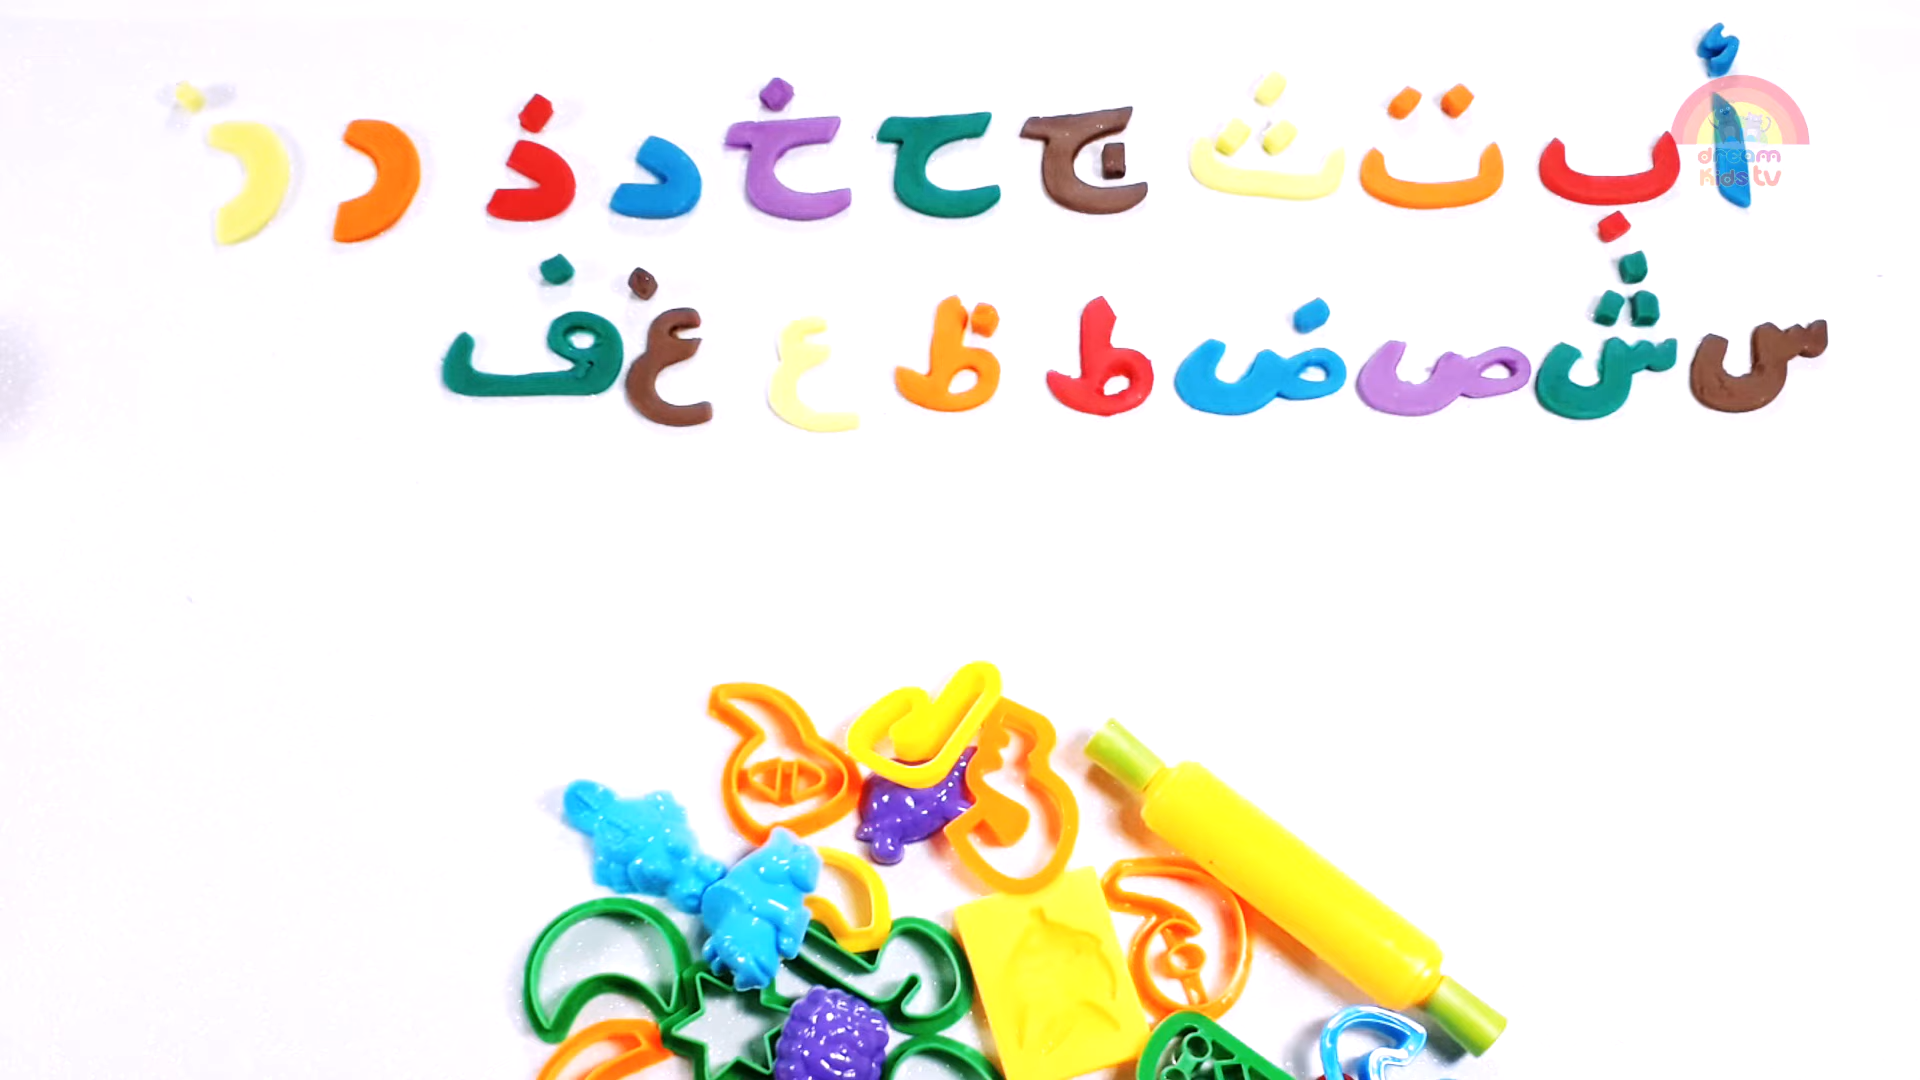 أ ب ت ث ج ح خ د ذ ر ز
س ش ص ض ط ظ ع غ ف
dream
Kids tv